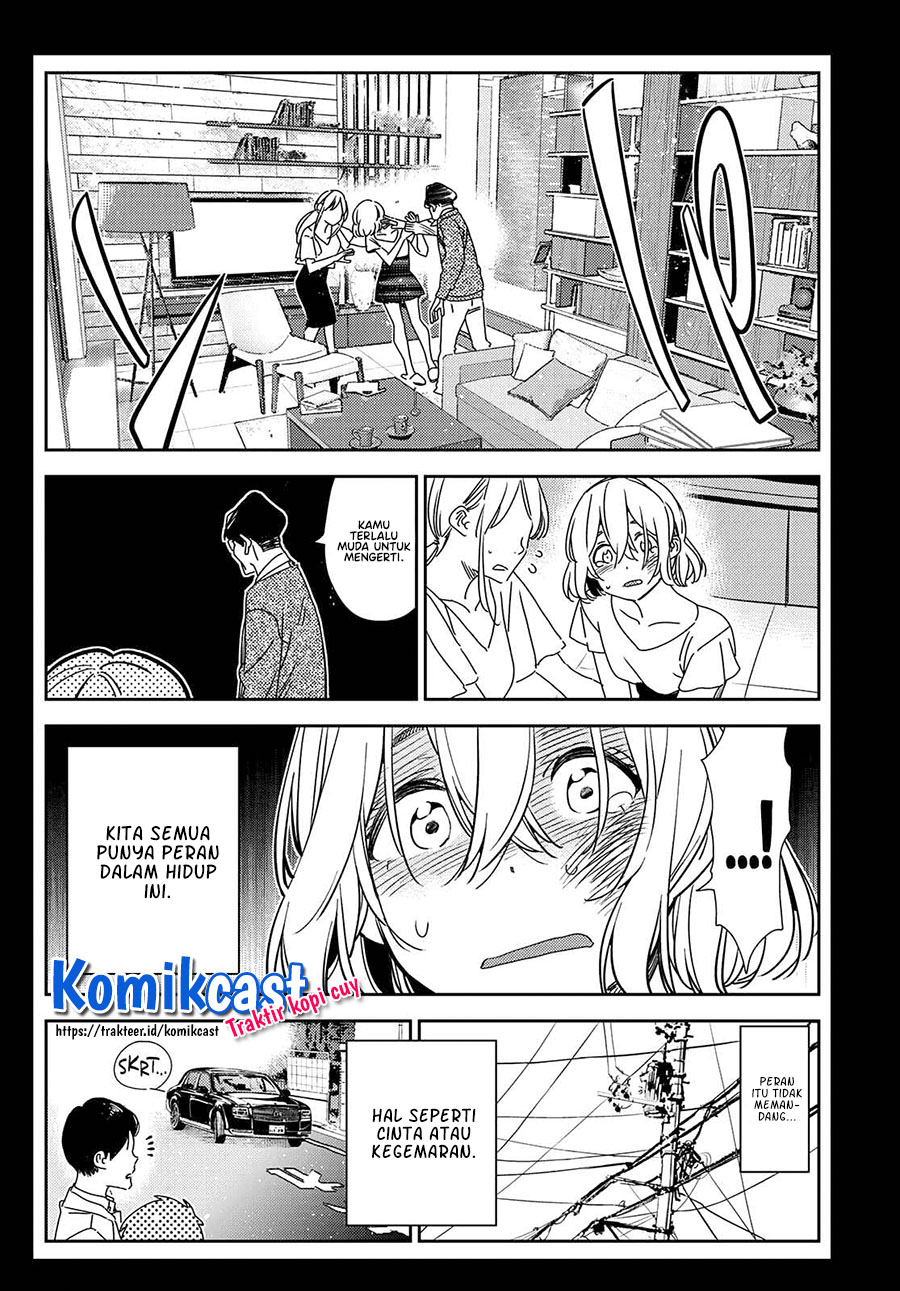 パ
KAMU
TERLALU
MUDA UNTUK
MENGERTI.
....!
KITA SEMUA
PUNYA PERAN
DALAM HIDUP
INI.
Komikcast
Traktir kopi cuy
https://trakteer.id/komikcast
PERAN
ITU TIDAK
MEMAN-
DANG...
HAL SEPERTI
CINTA ATAU
KEGEMARAN.
SKRT...